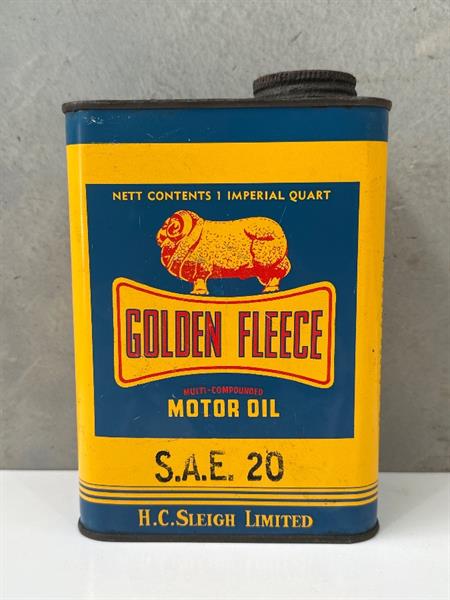 NETT CONTENTS 1 IMPERIAL QUART
GOLDEN FLEECE
MULTI-COMPOUNDED
MOTOR OIL
S.A.E. 20
H.C. SLEIGH LIMITED